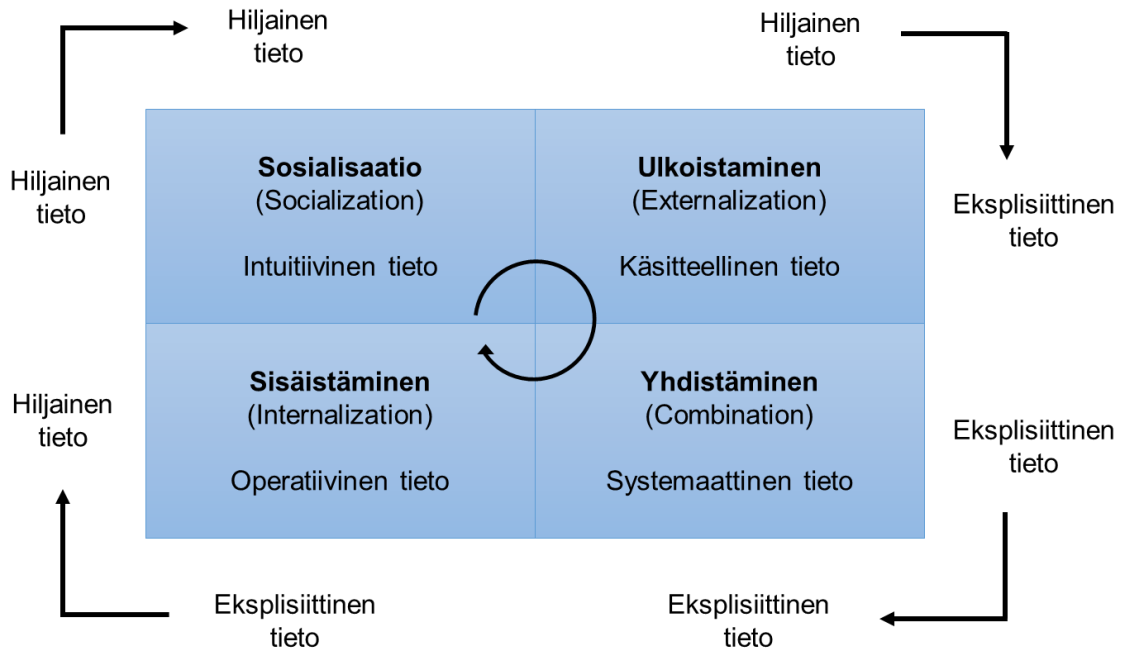 Hiljainen
tieto
Hiljainen
tieto
Hiljainen
tieto
Sosialisaatio
(Socialization)
Intuitiivinen tieto
Ulkoistaminen
(Externalization)
Käsitteellinen tieto
Eksplisiittinen
tieto
Hiljainen
tieto
Sisäistäminen
(Internalization)
Operatiivinen tieto
Yhdistäminen
(Combination)
Systemaattinen tieto
Eksplisiittinen
tieto
Eksplisiittinen
tieto
Eksplisiittinen
tieto